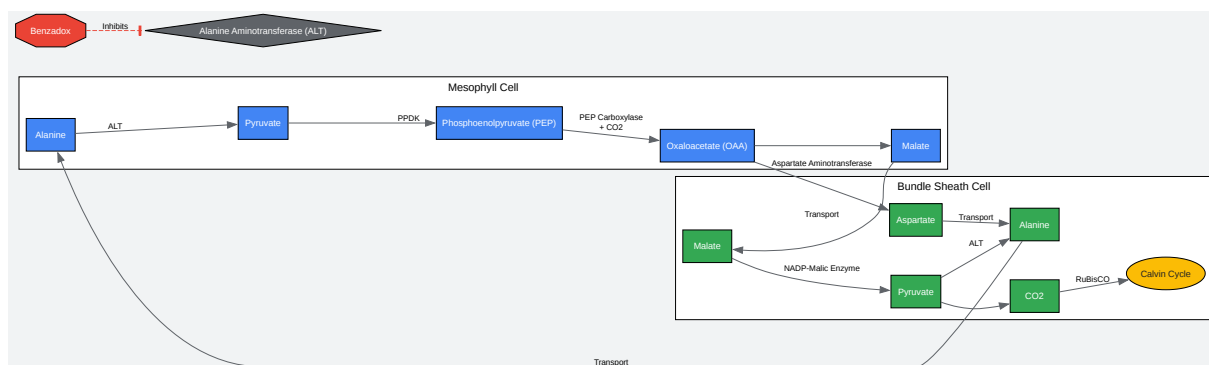 Benzadox
Inhibits
Alanine Aminotransferase (ALT)
Mesophyll Cell
Alanine
ALT
Pyruvate
PPDK
Phosphoenolpyruvate (PEP)
PEP Carboxylase
+ CO2
Oxaloacetate (OAA)
Malate
Aspartate Aminotransferase
Bundle Sheath Cell
Transport
Aspartate
Transport
Alanine
Malate
ALT
NADP-Malic Enzyme
Pyruvate
CO2
RuBisCO
Calvin Cycle
Transport